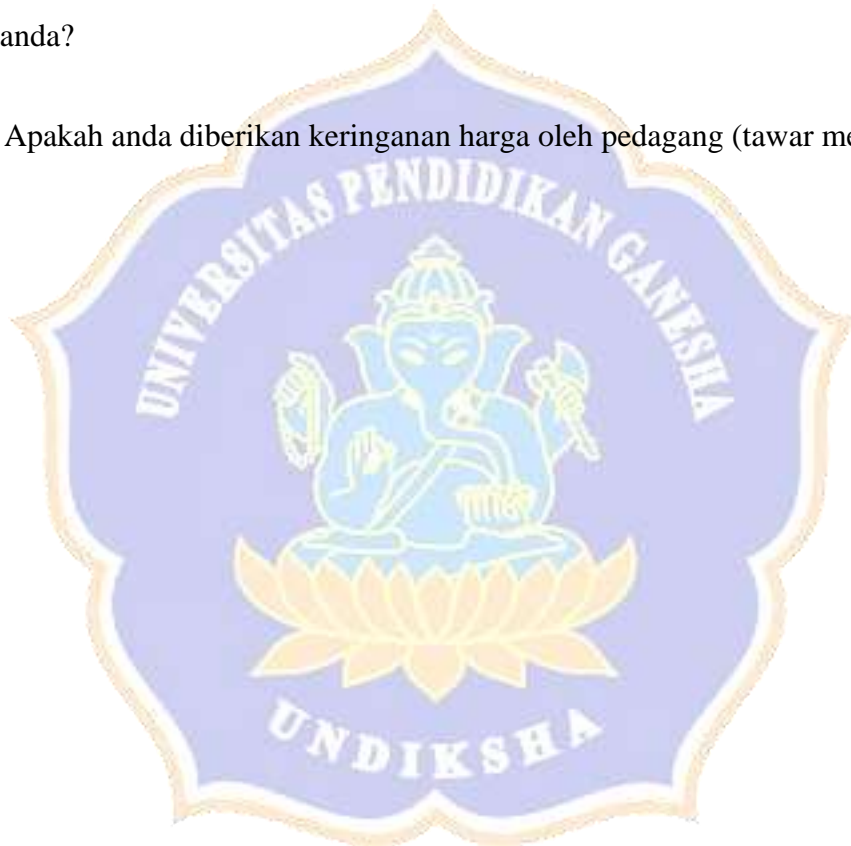 anda?
Apakah anda diberikan keringanan harga oleh pedagang (tawar me
UNIVERSITAS PENDIDIKAN GANESHA
UNDIKSHA